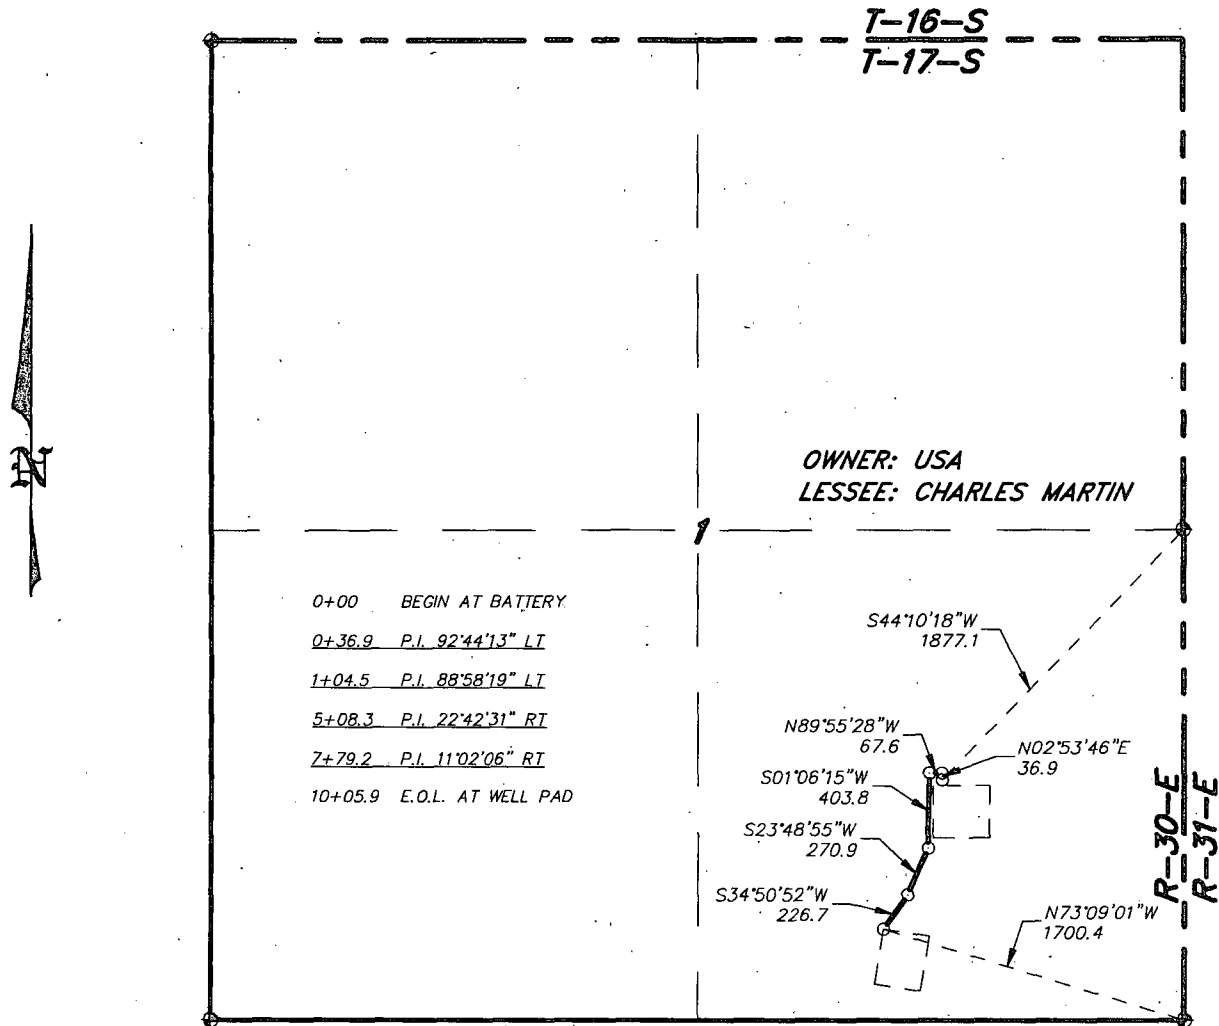 T-16-S
T-17-S
N
OWNER: USA
LESSEE: CHARLES MARTIN
1
0+00 BEGIN AT BATTERY
0+36.9 P.I. 92°44'13" LT
1+04.5 P.I. 88°58'19" LT
5+08.3 P.I. 22°42'31" RT
7+79.2 P.I. 11°02'06" RT
10+05.9 E.O.L. AT WELL PAD
S44°10'18"W
1877.1
N89°55'28"W
67.6
N02°53'46"E
36.9
S01°06'15"W
403.8
S23°48'55"W
270.9
S34°50'52"W
226.7
N73°09'01"W
1700.4
R-30-E
R-31-E